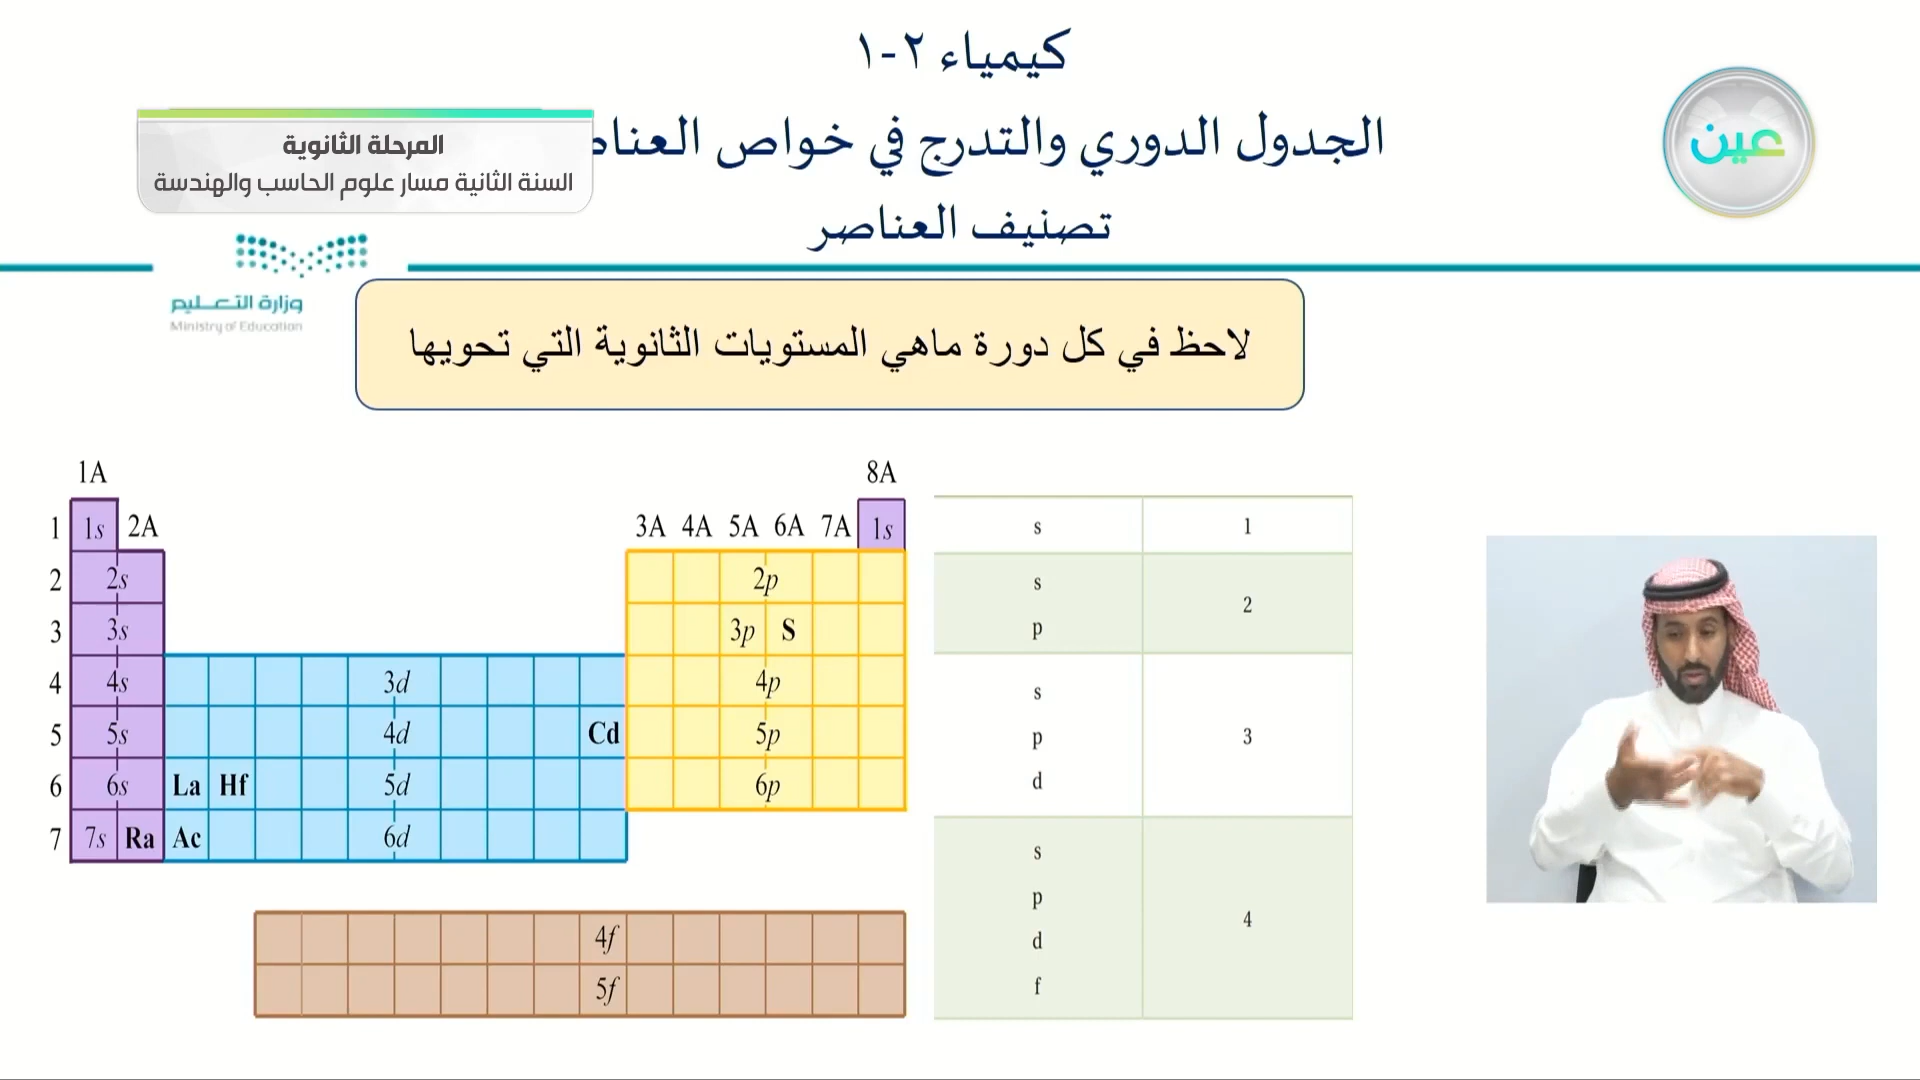 كيمياء ٢-١
الجدول الدوري والتدرج في خواص العناص
تصنيف العناصر
المرحلة الثانوية
السنة الثانية مسار علوم الحاسب والهندسة
عين
وزارة التعـــليم
Ministry of Education
لاحظ في كل دورة ماهي المستويات الثانوية التي تحويها
1A 8A
1 1s 2A 3A 4A 5A 6A 7A 1s
2 2s 2p
3 3s 3p S
4 4s 3d 4p
5 5s 4d Cd 5p
6 6s La Hf 5d 6p
7 7s Ra Ac 6d
4f
5f
s 1
s
p
2
s
p
d
3
s
p
d
f
4